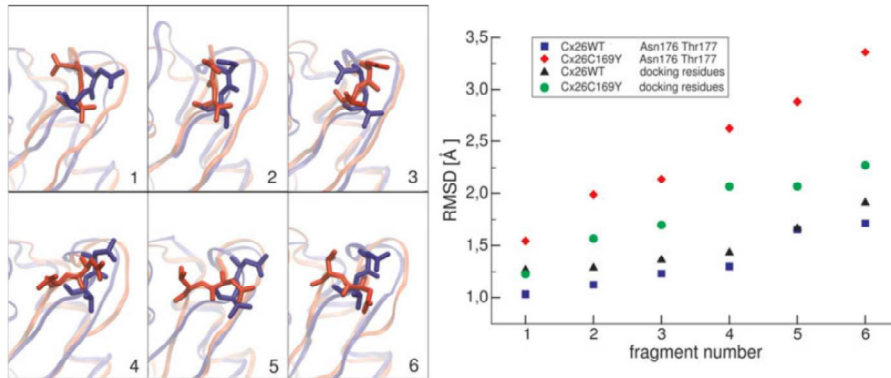 1
2
3
4
5
6
3,5
3,0
2,5
2,0
1,5
1,0
RMSD [Å]
Cx26WT Asn176 Thr177
Cx26C169Y Asn176 Thr177
Cx26WT docking residues
Cx26C169Y docking residues
1 2 3 4 5 6
fragment number